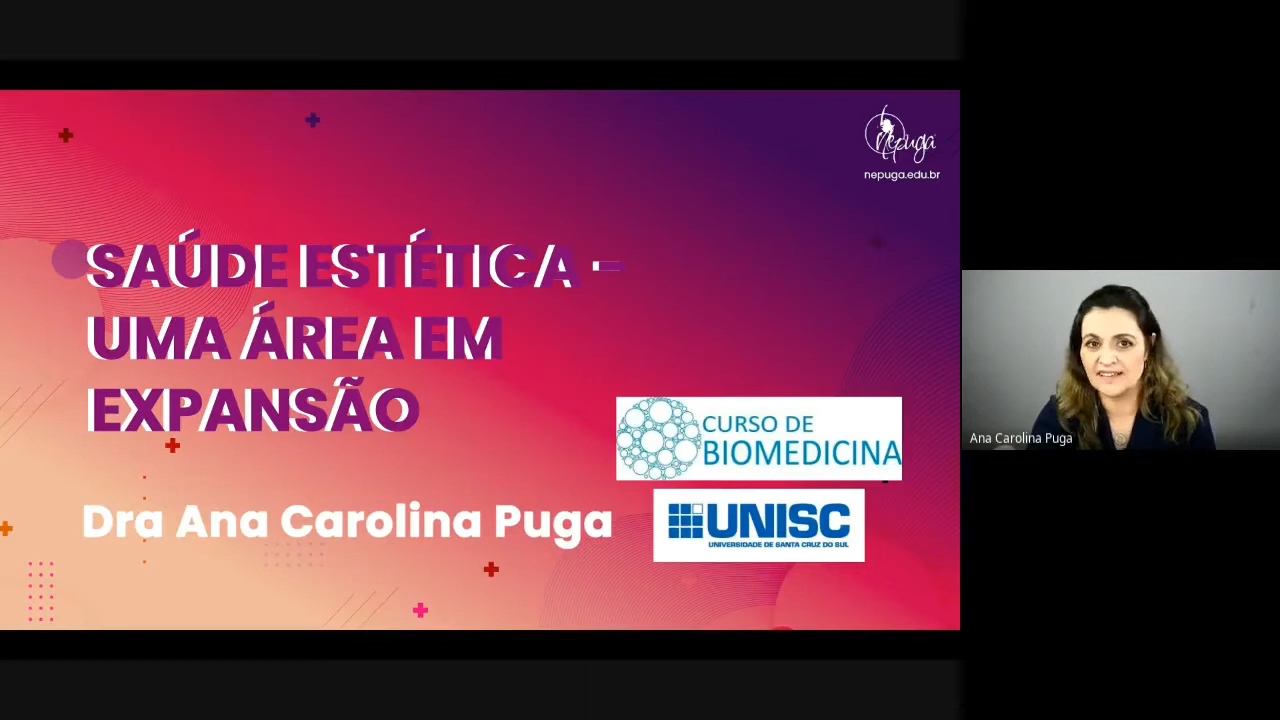 nepuga
nepuga.edu.br
SAÚDE ESTÉTICA –
UMA ÁREA EM
EXPANSÃO
CURSO DE
BIOMEDICINA
Dra Ana Carolina Puga
UNISC
UNIVERSIDADE DE SANTA CRUZ DO SUL
Ana Carolina Puga